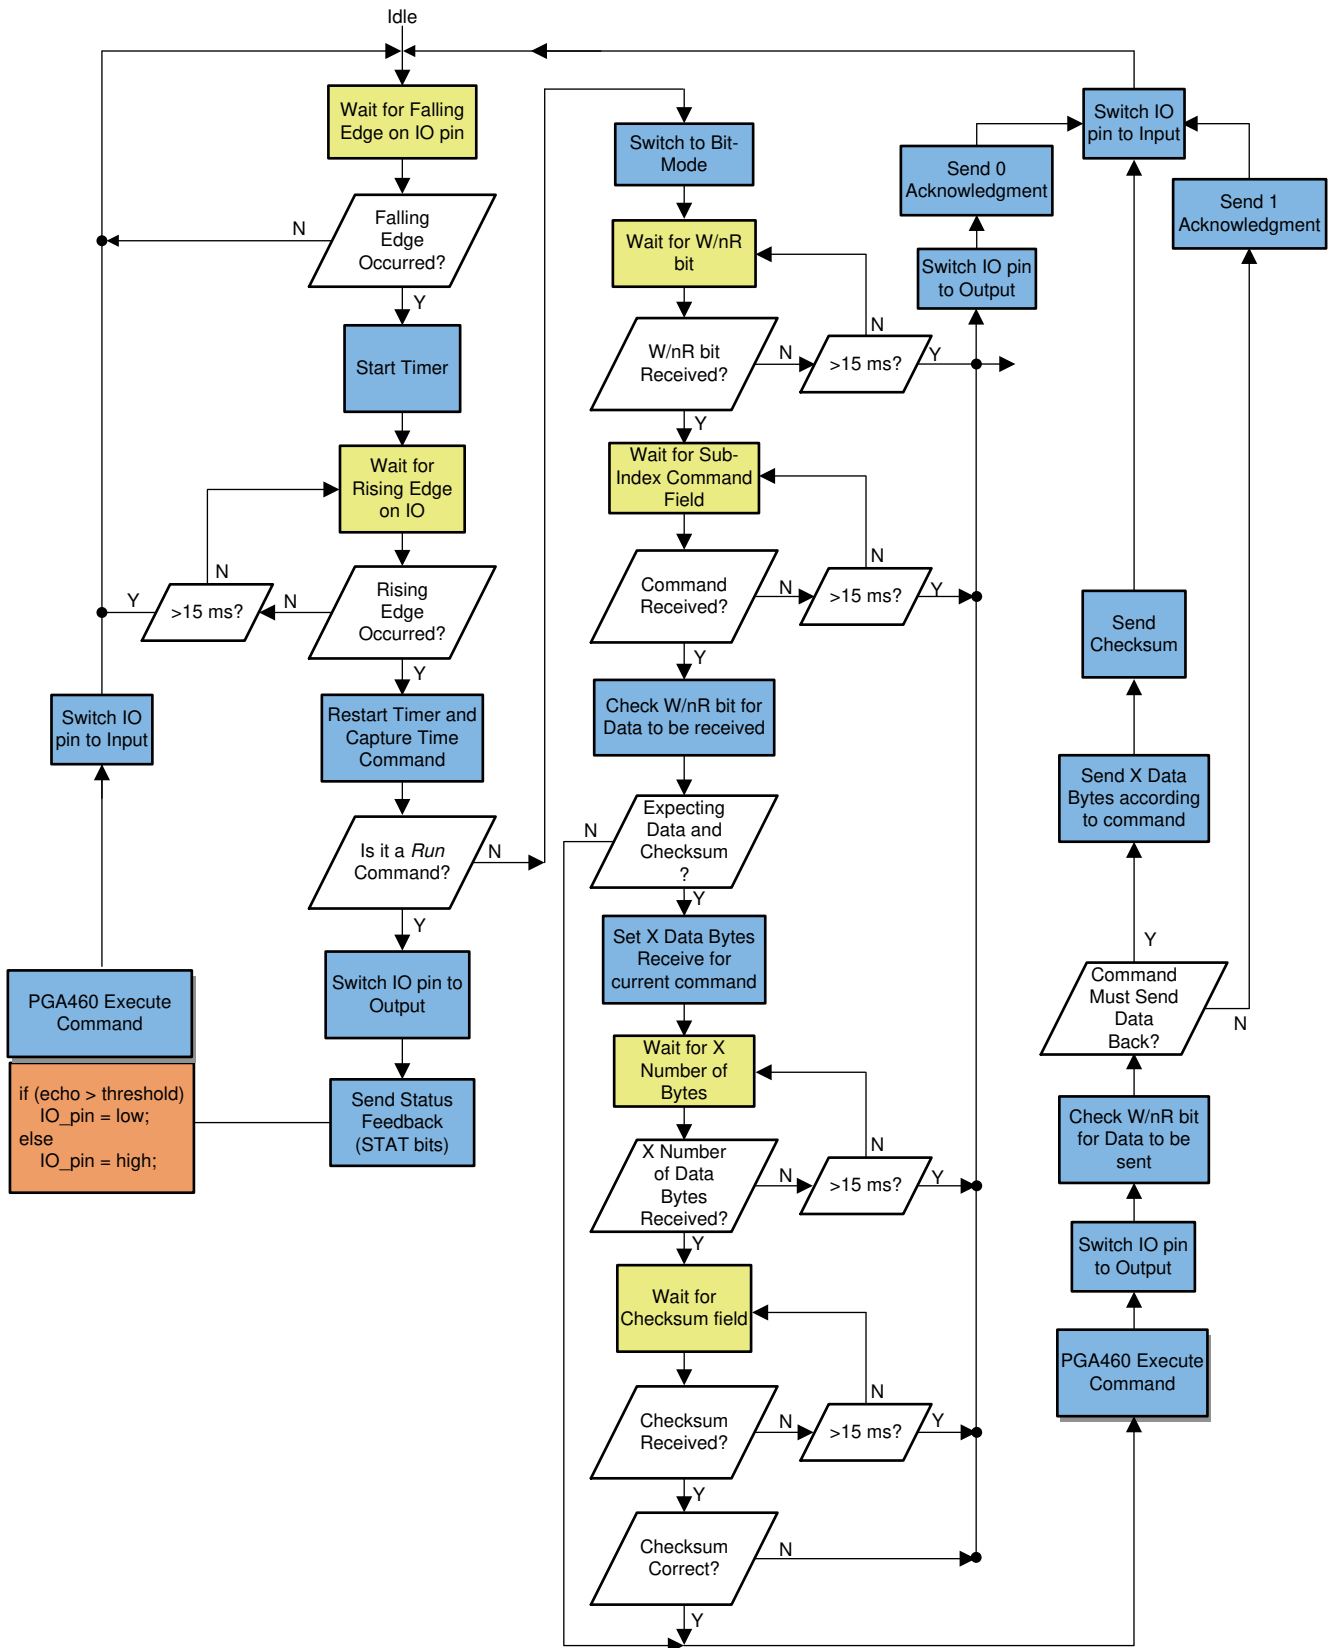 Idle
Wait for Falling
Edge on IO pin
Falling
Edge
Occurred?
N
Y
Start Timer
Wait for
Rising Edge
on IO
Rising
Edge
Occurred?
N
>15 ms?
N
Y
Y
Restart Timer and
Capture Time
Command
Is it a Run
Command?
N
Y
Switch IO pin to
Output
Send Status
Feedback
(STAT bits)
Switch IO
pin to Input
PGA460 Execute
Command
if (echo > threshold)
IO_pin = low;
else
IO_pin = high;
Switch to Bit-
Mode
Wait for W/nR
bit
W/nR bit
Received?
N
>15 ms?
N
Y
Y
Wait for Sub-
Index Command
Field
Command
Received?
N
>15 ms?
N
Y
Y
Check W/nR bit for
Data to be received
Expecting
Data and
Checksum
?
N
Y
Set X Data Bytes
Receive for
current command
Wait for X
Number of
Bytes
X Number
of Data
Bytes
Received?
N
>15 ms?
N
Y
Y
Wait for
Checksum field
Checksum
Received?
N
>15 ms?
N
Y
Y
Checksum
Correct?
N
Y
Send 0
Acknowledgment
Switch IO pin
to Output
Switch IO
pin to Input
Send 1
Acknowledgment
Send
Checksum
Send X Data
Bytes according
to command
Y
Command
Must Send
Data
Back?
N
Check W/nR bit
for Data to be
sent
Switch IO pin
to Output
PGA460 Execute
Command